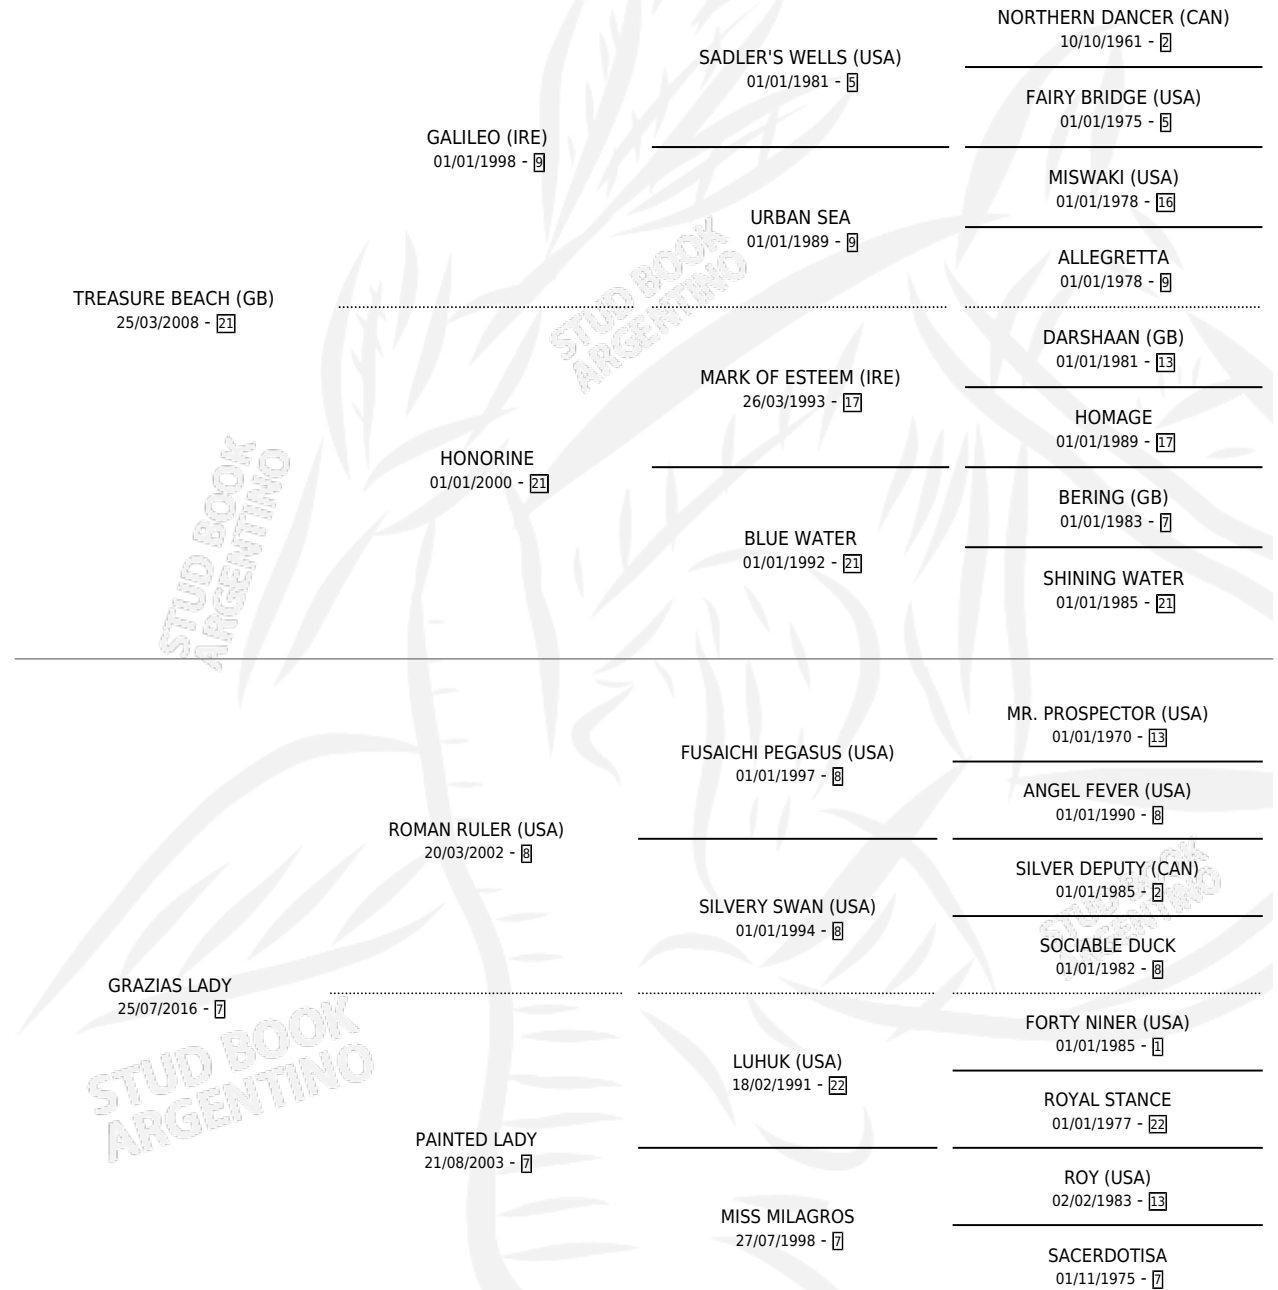 NORTHERN DANCER (CAN)
10/10/1961 - 2
SADLER'S WELLS (USA)
01/01/1981 - 5
FAIRY BRIDGE (USA)
01/01/1975 - 5
GALILEO (IRE)
01/01/1998 - 9
MISWAKI (USA)
01/01/1978 - 16
URBAN SEA
01/01/1989 - 9
ALLEGRETTA
01/01/1978 - 9
TREASURE BEACH (GB)
25/03/2008 - 21
DARSHAAN (GB)
01/01/1981 - 13
MARK OF ESTEEM (IRE)
26/03/1993 - 17
HOMAGE
01/01/1989 - 17
HONORINE
01/01/2000 - 21
BERING (GB)
01/01/1983 - 7
BLUE WATER
01/01/1992 - 21
SHINING WATER
01/01/1985 - 21
MR. PROSPECTOR (USA)
01/01/1970 - 13
FUSAICHI PEGASUS (USA)
01/01/1997 - 8
ANGEL FEVER (USA)
01/01/1990 - 8
ROMAN RULER (USA)
20/03/2002 - 8
SILVER DEPUTY (CAN)
01/01/1985 - 2
SILVERY SWAN (USA)
01/01/1994 - 8
SOCIABLE DUCK
01/01/1982 - 8
GRAZIAS LADY
25/07/2016 - 7
FORTY NINER (USA)
01/01/1985 - 1
LUHUK (USA)
18/02/1991 - 22
ROYAL STANCE
01/01/1977 - 22
PAINTED LADY
21/08/2003 - 7
ROY (USA)
02/02/1983 - 13
MISS MILAGROS
27/07/1998 - 7
SACERDOTISA
01/11/1975 - 7
STUD BOOK
ARGENTINO
STUD BOOK
ARGENTINO
STUD BOOK
ARGENTINO
STUD BOOK
ARGENTINO